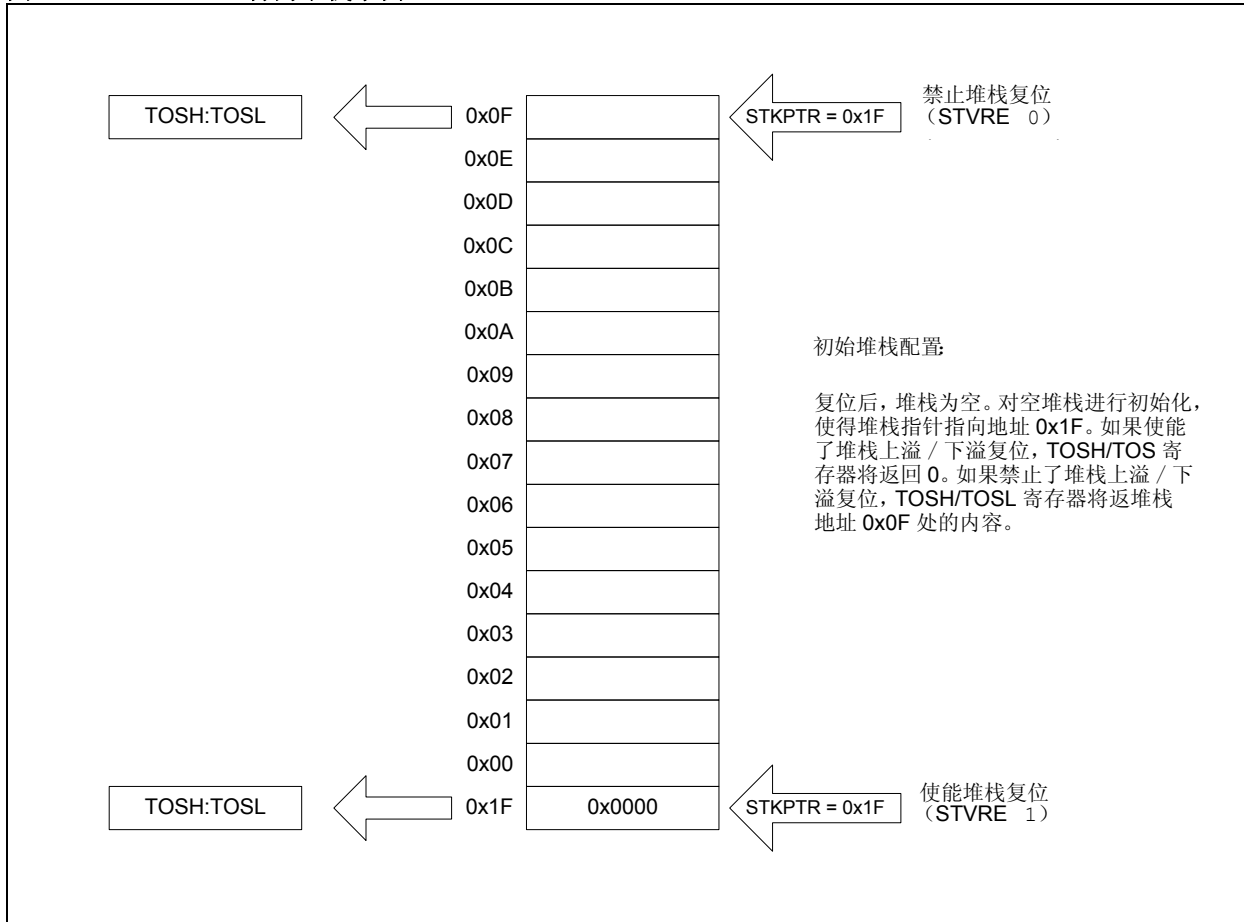 TOSH:TOSL
0x0F
STKPTR = 0x1F
禁止堆栈复位
（STVRE 0）
0x0E
0x0D
0x0C
0x0B
0x0A
0x09
0x08
0x07
0x06
0x05
0x04
0x03
0x02
0x01
0x00
初始堆栈配置:
复位后，堆栈为空。对空堆栈进行初始化，
使得堆栈指针指向地址 0x1F。如果使能
了堆栈上溢 / 下溢复位，TOSH/TOS 寄
存器将返回 0。如果禁止了堆栈上溢 / 下
溢复位，TOSH/TOSL 寄存器将返堆栈
地址 0x0F 处的内容。
TOSH:TOSL
0x1F
0x0000
STKPTR = 0x1F
使能堆栈复位
（STVRE 1）